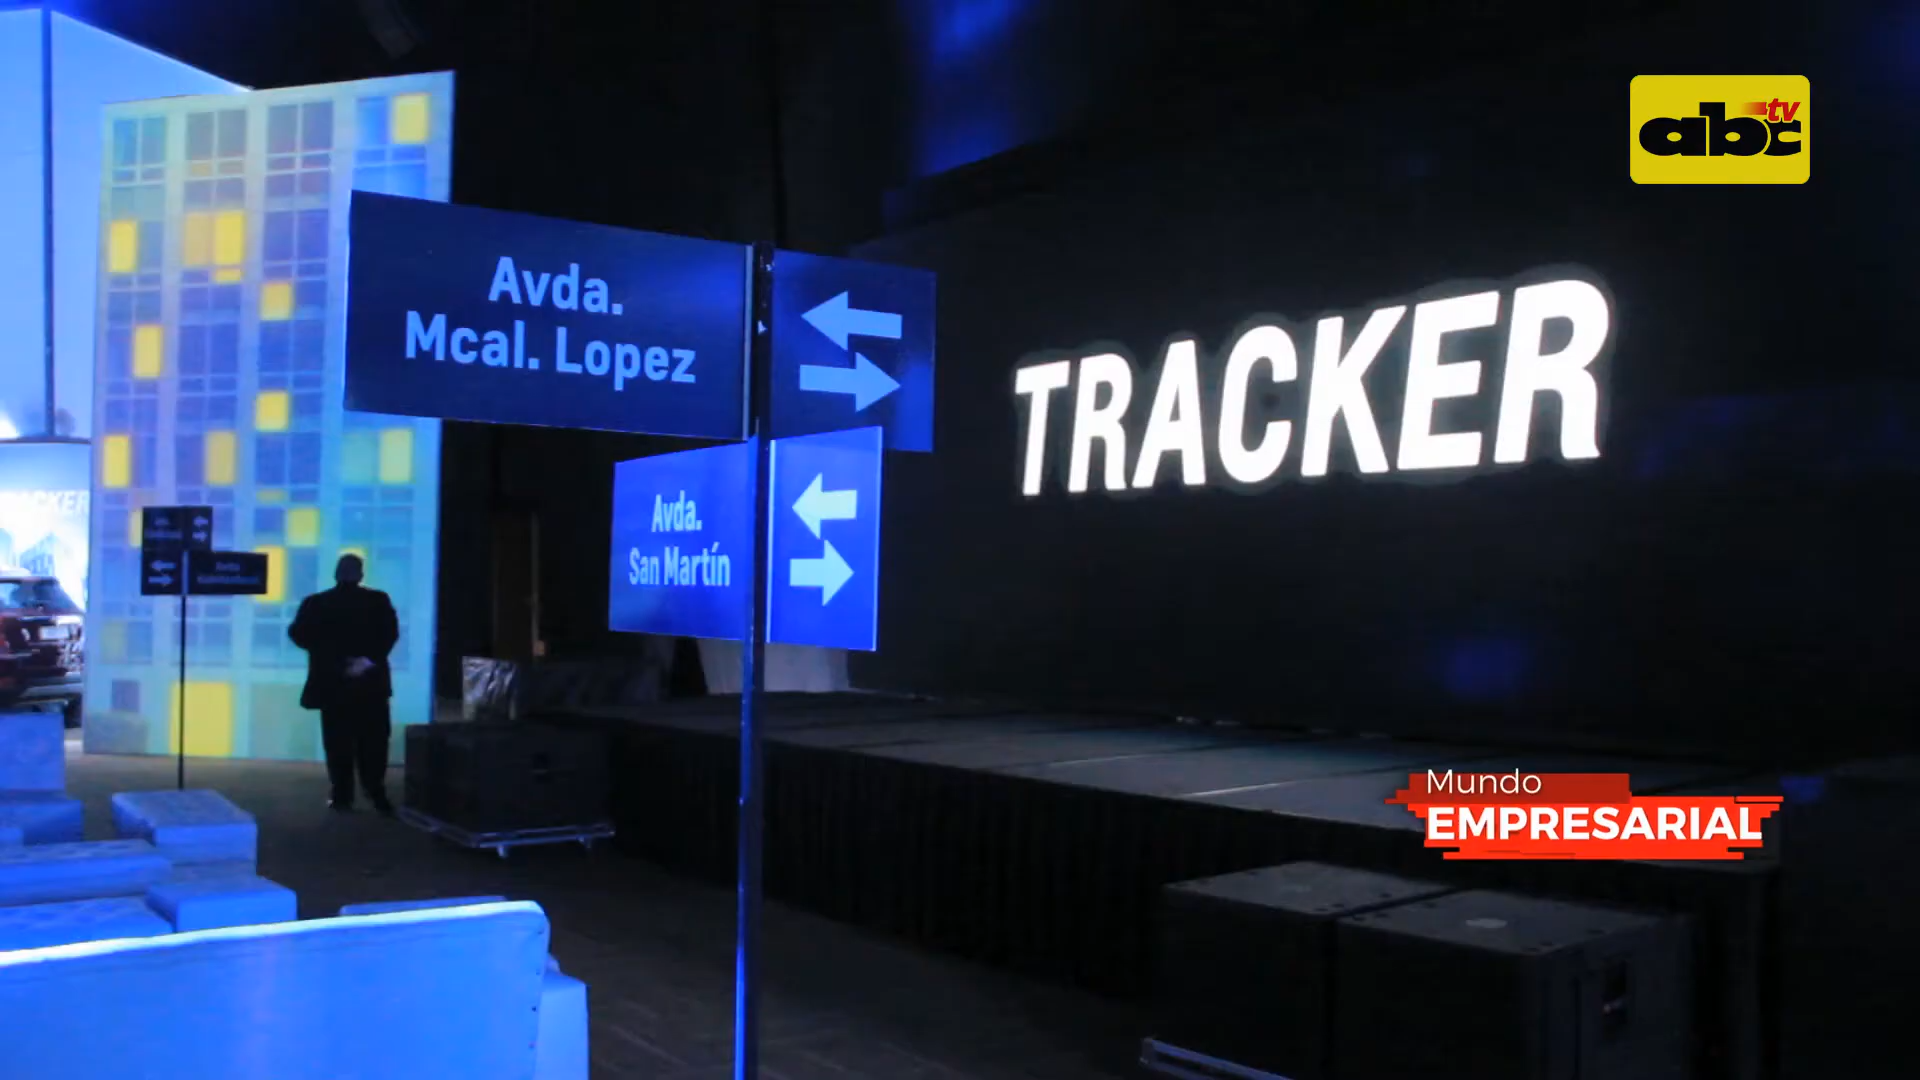 abc tv
Avda.
Mcal. Lopez
TRACKER
Avda.
San Martín
Mundo
EMPRESARIAL